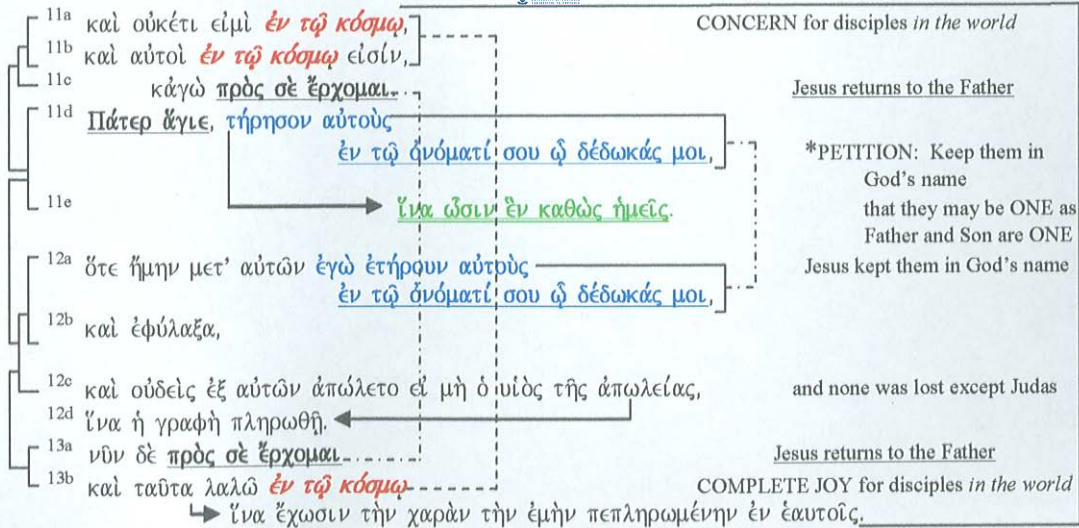 11a καὶ οὐκέτι εἰμὶ ἐν τῷ κόσμῳ, CONCERN for disciples in the world
11b καὶ αὐτοὶ ἐν τῷ κόσμῳ εἰσίν,
11c κἀγὼ πρὸς σὲ ἔρχομαι. Jesus returns to the Father
11d Πάτερ ἅγιε, τήρησον αὐτοὺς
ἐν τῷ ὀνόματί σου ᾧ δέδωκάς μοι, *PETITION: Keep them in
God's name
11e ἵνα ὦσιν ἓν καθὼς ἡμεῖς. that they may be ONE as
Father and Son are ONE
12a ὅτε ἤμην μετ' αὐτῶν ἐγὼ ἐτήρουν αὐτοὺς Jesus kept them in God's name
ἐν τῷ ὀνόματί σου ᾧ δέδωκάς μοι,
12b καὶ ἐφύλαξα,
12c καὶ οὐδεὶς ἐξ αὐτῶν ἀπώλετο εἰ μὴ ὁ υἱὸς τῆς ἀπωλείας, and none was lost except Judas
12d ἵνα ἡ γραφὴ πληρωθῇ.
13a νῦν δὲ πρὸς σὲ ἔρχομαι Jesus returns to the Father
13b καὶ ταῦτα λαλῶ ἐν τῷ κόσμῳ COMPLETE JOY for disciples in the world
ἵνα ἔχωσιν τὴν χαρὰν τὴν ἐμὴν πεπληρωμένην ἐν ἑαυτοῖς.